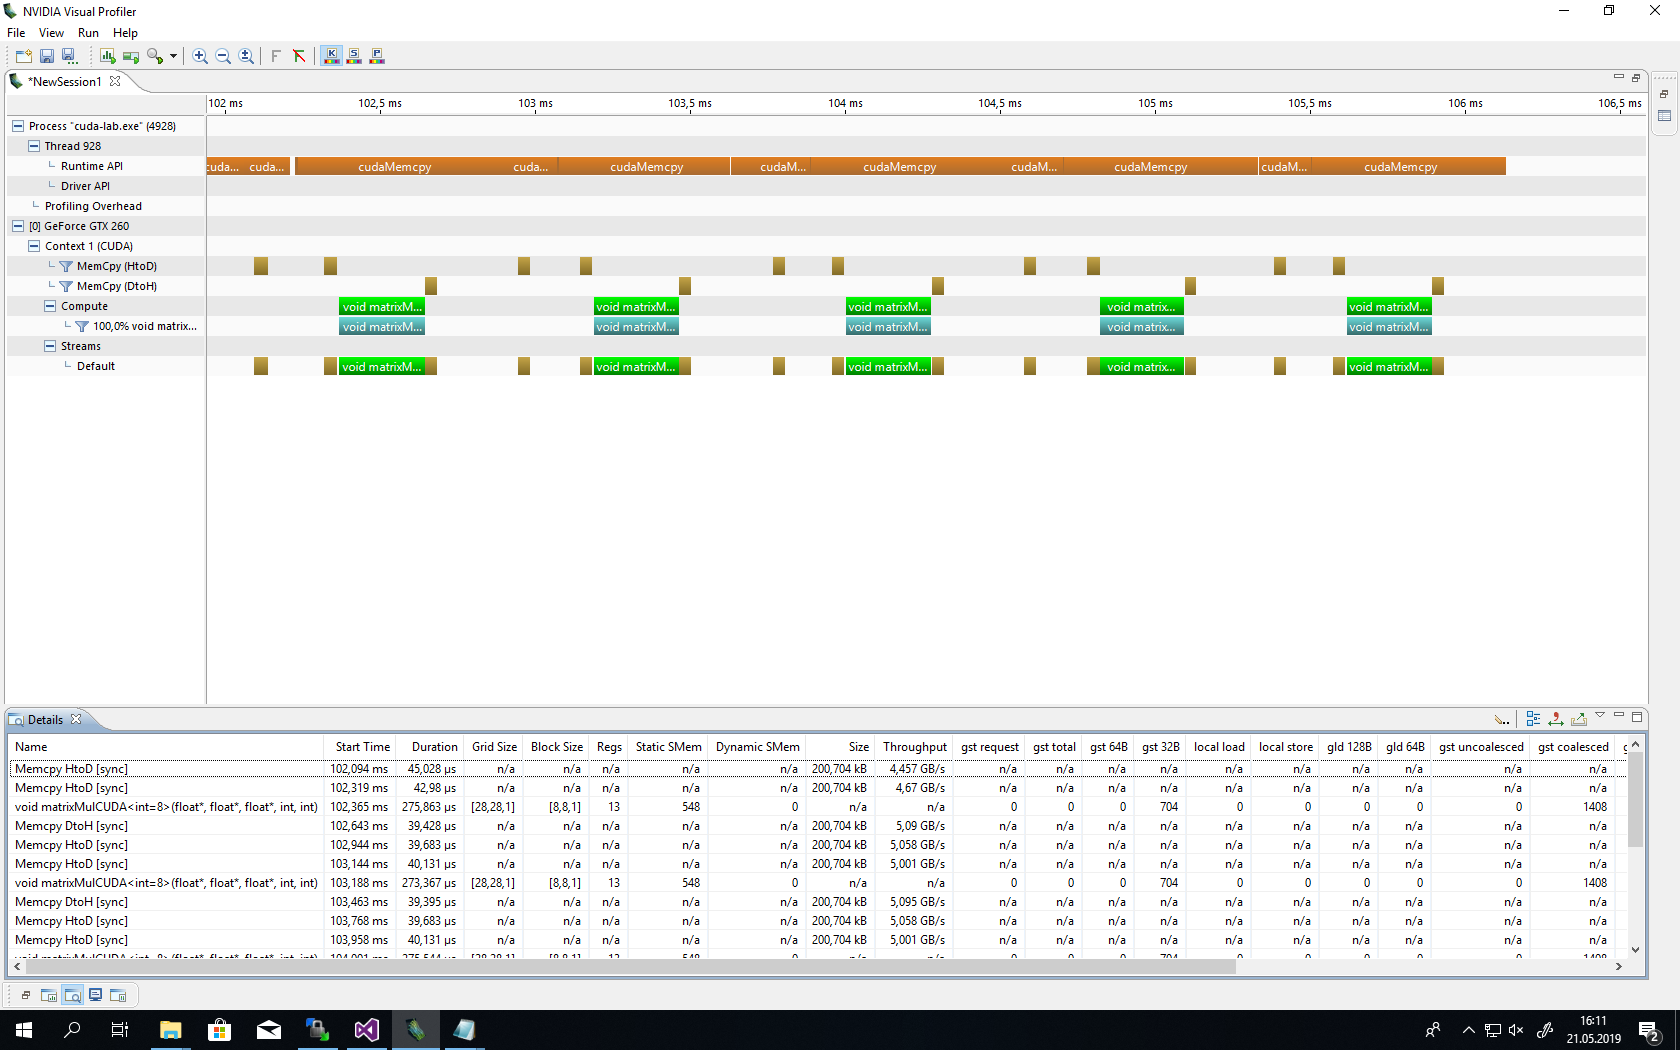 NVIDIA Visual Profiler
File View Run Help
*NewSession1
102 ms 102,5 ms 103 ms 103,5 ms 104 ms 104,5 ms 105 ms 105,5 ms 106 ms 106,5 ms
Process "cuda-lab.exe" (4928)
Thread 928
Runtime API cuda... cuda... cudaMemcpy cuda... cudaMemcpy cudaM... cudaMemcpy cudaM... cudaMemcpy cudaM... cudaMemcpy
Driver API
Profiling Overhead
[0] GeForce GTX 260
Context 1 (CUDA)
MemCpy (HtoD)
MemCpy (DtoH)
Compute void matrixM... void matrixM... void matrixM... void matrix... void matrixM...
100,0% void matrix... void matrixM... void matrixM... void matrixM... void matrix... void matrixM...
Streams
Default void matrixM... void matrixM... void matrixM... void matrix... void matrixM...
Details
Name Start Time Duration Grid Size Block Size Regs Static SMem Dynamic SMem Size Throughput gst request gst total gst 64B gst 32B local load local store gld 128B gld 64B gst uncoalesced gst coalesced g
Memcpy HtoD [sync] 102,094 ms 45,045 µs n/a n/a n/a n/a n/a 200,704 kB 4,457 GB/s n/a n/a n/a n/a n/a n/a n/a n/a n/a n/a
Memcpy HtoD [sync] 102,319 ms 42,98 µs n/a n/a n/a n/a n/a 200,704 kB 4,67 GB/s n/a n/a n/a n/a n/a n/a n/a n/a n/a n/a
void matrixMulCUDA<int=8>(float*, float*, float*, int, int) 102,365 ms 275,863 µs [28,28,1] [8,8,1] 13 548 0 n/a n/a 0 0 0 704 0 0 0 0 0 1408
Memcpy DtoH [sync] 102,643 ms 39,428 µs n/a n/a n/a n/a n/a 200,704 kB 5,09 GB/s n/a n/a n/a n/a n/a n/a n/a n/a n/a n/a
Memcpy HtoD [sync] 102,944 ms 39,683 µs n/a n/a n/a n/a n/a 200,704 kB 5,058 GB/s n/a n/a n/a n/a n/a n/a n/a n/a n/a n/a
Memcpy HtoD [sync] 103,144 ms 40,131 µs n/a n/a n/a n/a n/a 200,704 kB 5,001 GB/s n/a n/a n/a n/a n/a n/a n/a n/a n/a n/a
void matrixMulCUDA<int=8>(float*, float*, float*, int, int) 103,188 ms 273,367 µs [28,28,1] [8,8,1] 13 548 0 n/a n/a 0 0 0 704 0 0 0 0 0 1408
Memcpy DtoH [sync] 103,463 ms 39,395 µs n/a n/a n/a n/a n/a 200,704 kB 5,095 GB/s n/a n/a n/a n/a n/a n/a n/a n/a n/a n/a
Memcpy HtoD [sync] 103,768 ms 39,683 µs n/a n/a n/a n/a n/a 200,704 kB 5,058 GB/s n/a n/a n/a n/a n/a n/a n/a n/a n/a n/a
Memcpy HtoD [sync] 103,958 ms 40,131 µs n/a n/a n/a n/a n/a 200,704 kB 5,001 GB/s n/a n/a n/a n/a n/a n/a n/a n/a n/a n/a
16:11
21.05.2019
2